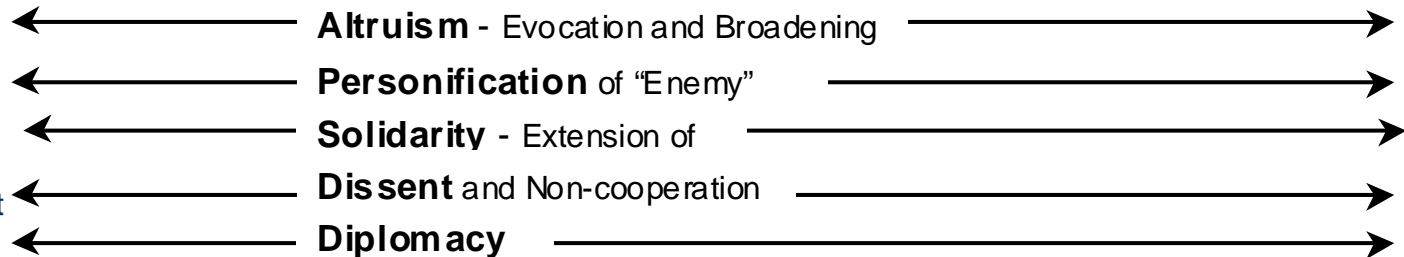 Altruism - Evocation and Broadening
Personification of “Enemy”
Solidarity - Extension of
Dissent and Non-cooperation
Diplomacy